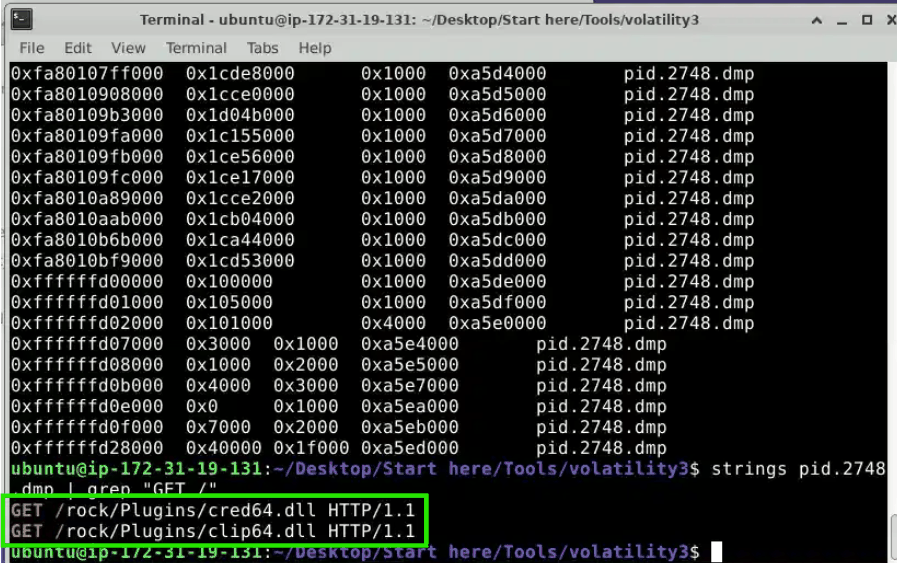 Terminal - ubuntu@ip-172-31-19-131: ~/Desktop/Start here/Tools/volatility3
File Edit View Terminal Tabs Help
0xfa80107ff000 0x1cde8000 0x1000 0xa5d4000 pid.2748.dmp
0xfa8010908000 0x1cce0000 0x1000 0xa5d5000 pid.2748.dmp
0xfa80109b3000 0x1d04b000 0x1000 0xa5d6000 pid.2748.dmp
0xfa80109fa000 0x1c155000 0x1000 0xa5d7000 pid.2748.dmp
0xfa80109fb000 0x1ce56000 0x1000 0xa5d8000 pid.2748.dmp
0xfa80109fc000 0x1ce17000 0x1000 0xa5d9000 pid.2748.dmp
0xfa8010a89000 0x1cce2000 0x1000 0xa5da000 pid.2748.dmp
0xfa8010aab000 0x1cb04000 0x1000 0xa5db000 pid.2748.dmp
0xfa8010b6b000 0x1ca44000 0x1000 0xa5dc000 pid.2748.dmp
0xfa8010bf9000 0x1cd53000 0x1000 0xa5dd000 pid.2748.dmp
0xffffffd00000 0x100000 0x1000 0xa5de000 pid.2748.dmp
0xffffffd01000 0x105000 0x1000 0xa5df000 pid.2748.dmp
0xffffffd02000 0x101000 0x4000 0xa5e0000 pid.2748.dmp
0xffffffd07000 0x3000 0x1000 0xa5e4000 pid.2748.dmp
0xffffffd08000 0x1000 0x2000 0xa5e5000 pid.2748.dmp
0xffffffd0b000 0x4000 0x3000 0xa5e7000 pid.2748.dmp
0xffffffd0e000 0x0 0x1000 0xa5ea000 pid.2748.dmp
0xffffffd0f000 0x7000 0x2000 0xa5eb000 pid.2748.dmp
0xffffffd28000 0x40000 0x1f000 0xa5ed000 pid.2748.dmp
ubuntu@ip-172-31-19-131:~/Desktop/Start here/Tools/volatility3$ strings pid.2748
.dmp | grep "GET /"
GET /rock/Plugins/cred64.dll HTTP/1.1
GET /rock/Plugins/clip64.dll HTTP/1.1
ubuntu@ip-172-31-19-131:~/Desktop/Start here/Tools/volatility3$